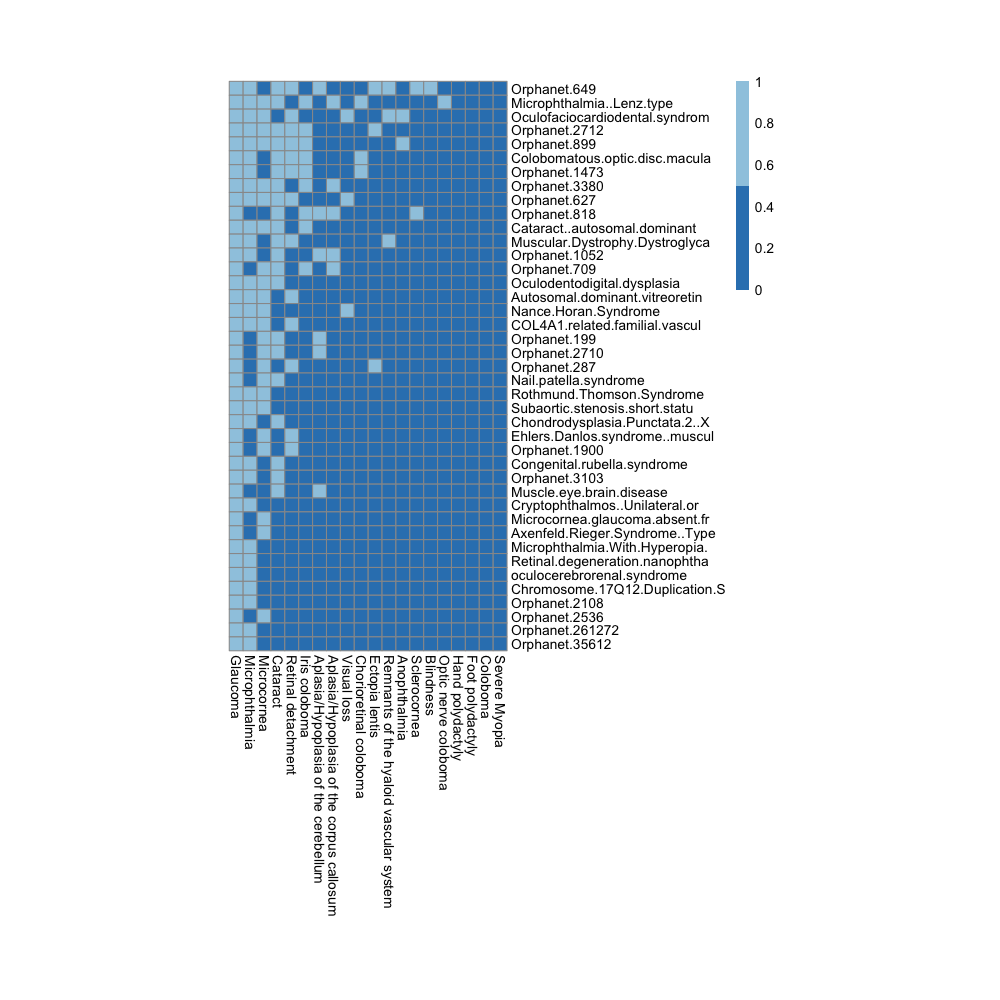 Orphanet.649
Microphthalmia..Lenz.type
Oculofaciocardiodental.syndrom
Orphanet.2712
Orphanet.899
Colobomatous.optic.disc.macula
Orphanet.1473
Orphanet.3380
Orphanet.627
Orphanet.818
Cataract..autosomal.dominant
Muscular.Dystrophy.Dystroglyca
Orphanet.1052
Orphanet.709
Oculodentodigital.dysplasia
Autosomal.dominant.vitreoretin
Nance.Horan.Syndrome
COL4A1.related.familial.vascul
Orphanet.199
Orphanet.2710
Orphanet.287
Nail.patella.syndrome
Rothmund.Thomson.Syndrome
Subaortic.stenosis.short.statu
Chondrodysplasia.Punctata.2..X
Ehlers.Danlos.syndrome..muscul
Orphanet.1900
Congenital.rubella.syndrome
Orphanet.3103
Muscle.eye.brain.disease
Cryptophthalmos..Unilateral.or
Microcornea.glaucoma.absent.fr
Axenfeld.Rieger.Syndrome..Type
Microphthalmia.With.Hyperopia.
Retinal.degeneration.nanophtha
oculocerebrorenal.syndrome
Chromosome.17Q12.Duplication.S
Orphanet.2108
Orphanet.2536
Orphanet.261272
Orphanet.35612
Glaucoma
Microphthalmia
Microcornea
Cataract
Retinal detachment
Iris coloboma
Aplasia/Hypoplasia of the cerebellum
Aplasia/Hypoplasia of the corpus callosum
Visual loss
Chorioretinal coloboma
Ectopia lentis
Remnants of the hyaloid vascular system
Anophthalmia
Sclerocornea
Blindness
Optic nerve coloboma
Hand polydactyly
Foot polydactyly
Coloboma
Severe Myopia
1
0.8
0.6
0.4
0.2
0